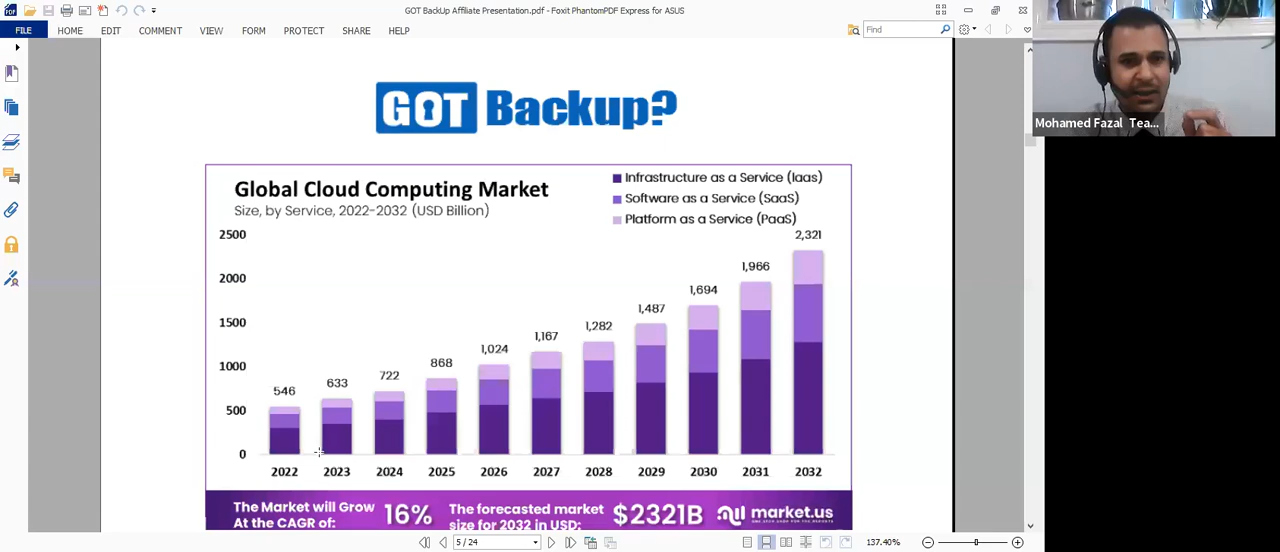 GOT BackUp Affiliate Presentation.pdf - Foxit PhantomPDF Express for ASUS
FILE HOME EDIT COMMENT VIEW FORM PROTECT SHARE HELP
Find
Mohamed Fazal Tea...
GOT Backup?
Global Cloud Computing Market
Size, by Service, 2022-2032 (USD Billion)
Infrastructure as a Service (Iaas)
Software as a Service (SaaS)
Platform as a Service (PaaS)
2500
2000
1500
1000
500
0
546
633
722
868
1,024
1,167
1,282
1,487
1,694
1,966
2,321
2022 2023 2024 2025 2026 2027 2028 2029 2030 2031 2032
The Market will Grow
At the CAGR of:
16%
The forecasted market
size for 2032 in USD:
$2321B
market.us
5 / 24
137.40%